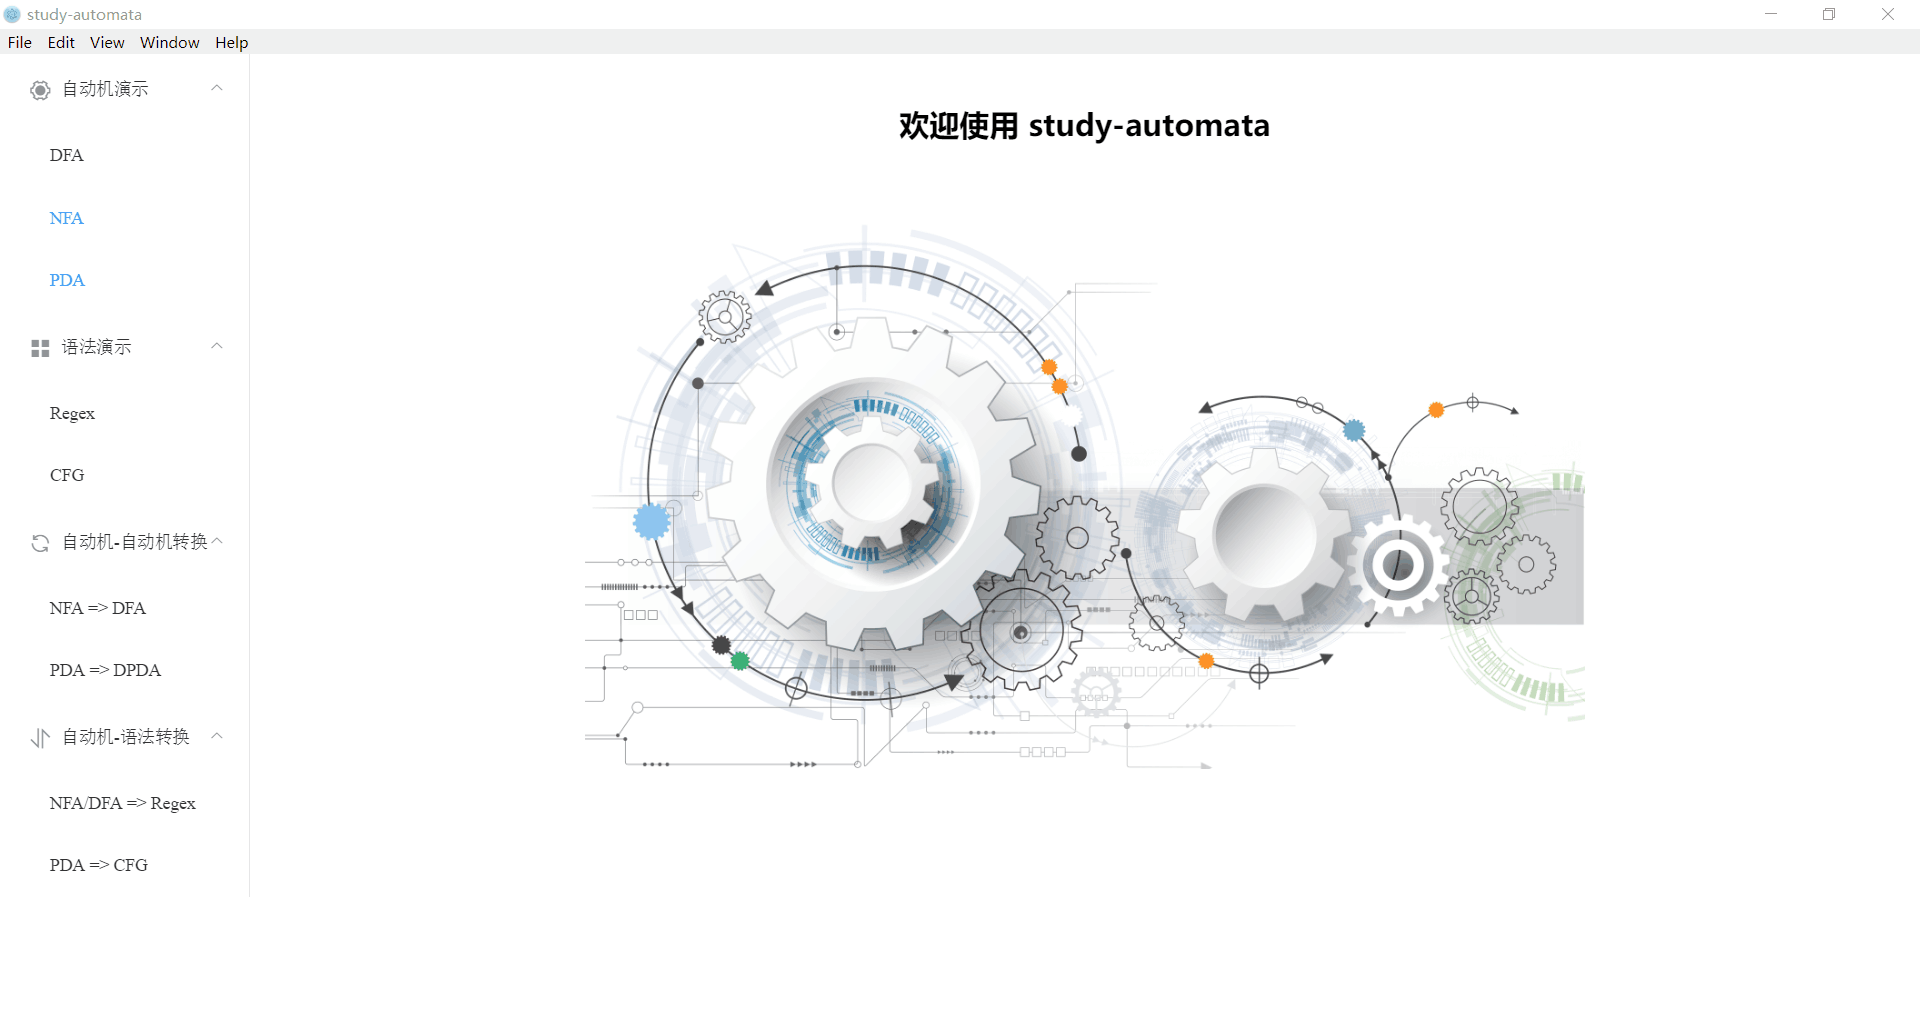 study-automata
File Edit View Window Help
自动机演示
DFA
NFA
PDA
语法演示
Regex
CFG
自动机-自动机转换
NFA => DFA
PDA => DPDA
自动机-语法转换
NFA/DFA => Regex
PDA => CFG
欢迎使用 study-automata